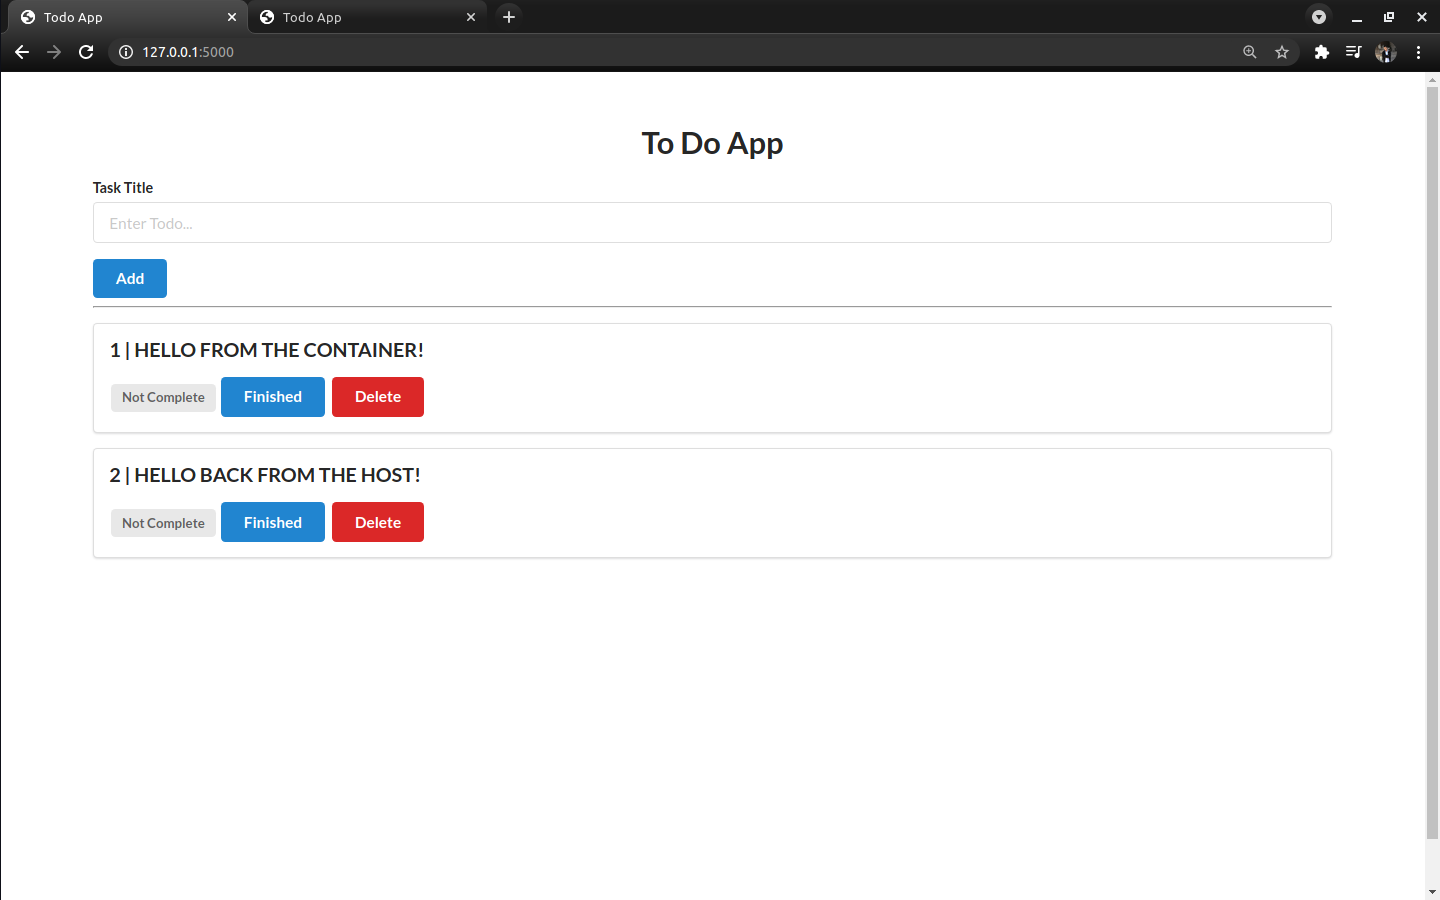 Todo App
Todo App
127.0.0.1:5000
To Do App
Task Title
Enter Todo...
Add
1 | HELLO FROM THE CONTAINER!
Not Complete Finished Delete
2 | HELLO BACK FROM THE HOST!
Not Complete Finished Delete